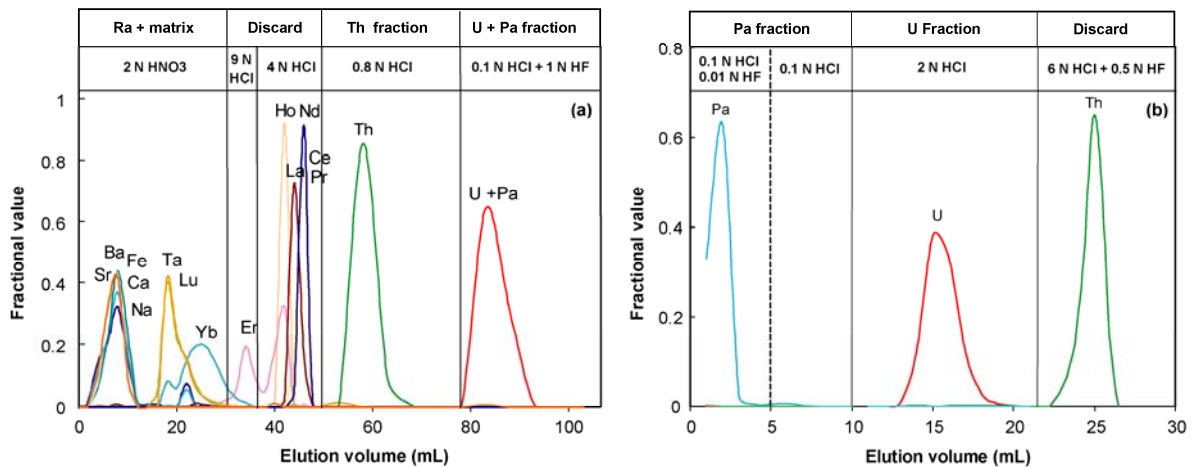 Ra + matrix
Discard
Th fraction
U + Pa fraction
2 N HNO3
9 N
HCl
4 N HCl
0.8 N HCl
0.1 N HCl + 1 N HF
(a)
1
0.8
0.6
0.4
0.2
0
Fractional value
Sr
Ba
Fe
Ca
Na
Ta
Lu
Yb
Er
Ho
Nd
La
Ce
Pr
Th
U +Pa
0
20
40
60
80
100
Elution volume (mL)
Pa fraction
U Fraction
Discard
0.1 N HCl
0.01 N HF
0.1 N HCl
2 N HCl
6 N HCl + 0.5 N HF
(b)
0.8
0.6
0.4
0.2
0.0
Fractional value
Pa
U
Th
0
5
10
15
20
25
30
Elution volume (mL)